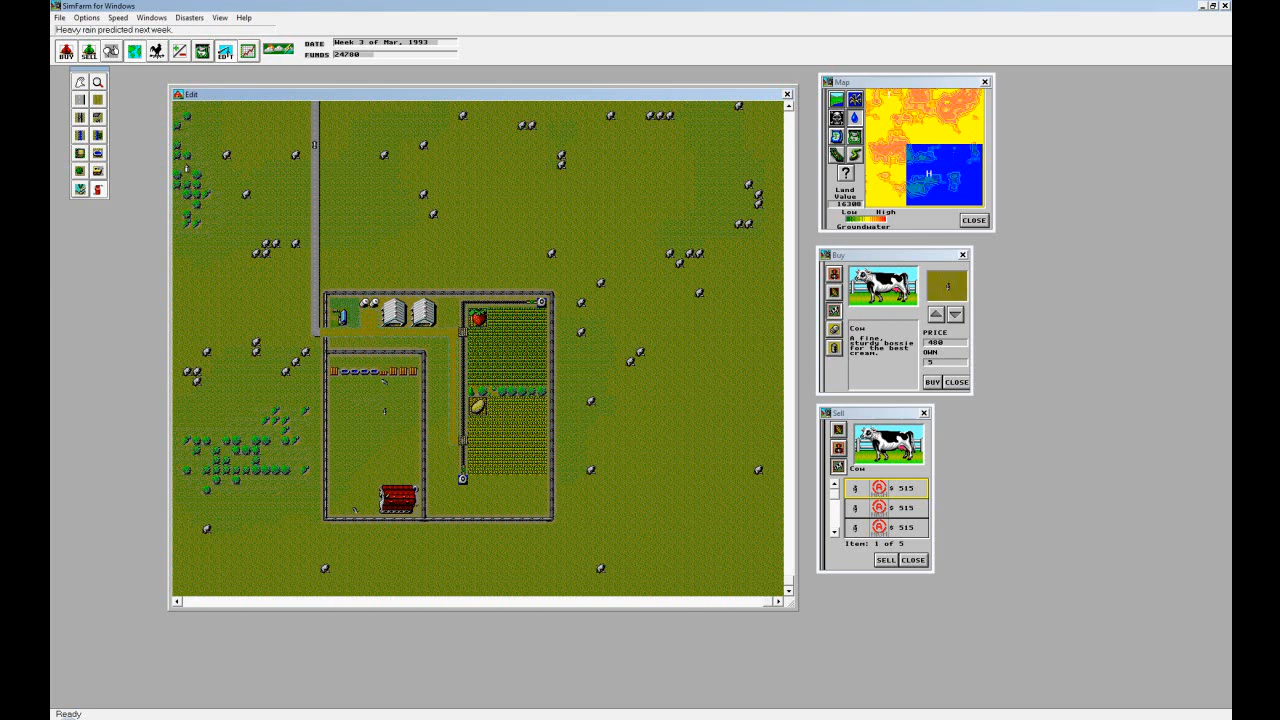 SimFarm for Windows
File Options Speed Windows Disasters View Help
Heavy rain predicted next week.
BUY SELL EDIT
DATE Week 3 of Mar, 1993
FUNDS 24780
Edit
Map
H
?
Land
Value
16300
Low High
Groundwater
CLOSE
Buy
4
Cow
A fine,
sturdy bossie
for the best
cream.
PRICE
480
OWN
5
BUY CLOSE
Sell
Cow
$ 515
$ 515
$ 515
Item: 1 of 5
SELL CLOSE
Ready